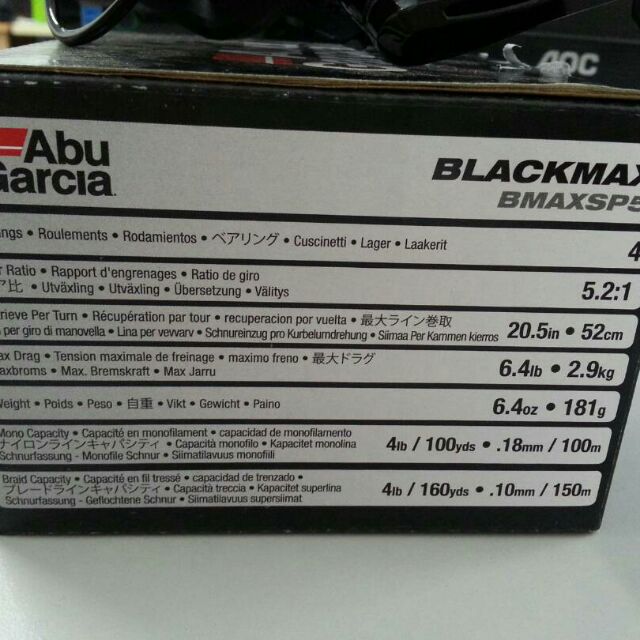 AOC
Abu
Garcia
BLACKMAX
BMAXSP5
ngs • Roulements • Rodamientos • ベアリング • Cuscinetti • Lager • Laakerit
4
r Ratio • Rapport d'engrenages • Ratio de giro
ア比 • Utväxling • Utväxling • Übersetzung • Välitys
5.2:1
trieve Per Turn • Récupération par tour • recuperacion por vuelta • 最大ライン巻取
per giro di manovella • Lina per vevvarv • Schnureinzug pro Kurbelumdrehung • Siimaa Per Kammen kierros
20.5in • 52cm
ax Drag • Tension maximale de freinage • maximo freno • 最大ドラグ
axbroms • Max. Bremskraft • Max Jarru
6.4lb • 2.9kg
Weight • Poids • Peso • 自重 • Vikt • Gewicht • Paino
6.4oz • 181g
Mono Capacity • Capacité en monofilament • capacidad de monofilamento
ナイロンラインキャパシティ • Capacità monofilo • Kapacitet monolina
Schnurfassung - Monofile Schnur • Siimatilavuus monofiili
4lb / 100yds • .18mm / 100m
Braid Capacity • Capacité en fil tressé • capacidad de trenzado •
ブレードラインキャパシティ • Capacità treccia • Kapasitet superlina
Schnurfassung - Geflochtene Schnur • Siimatiavuus supersiimat
4lb / 160yds • .10mm / 150m